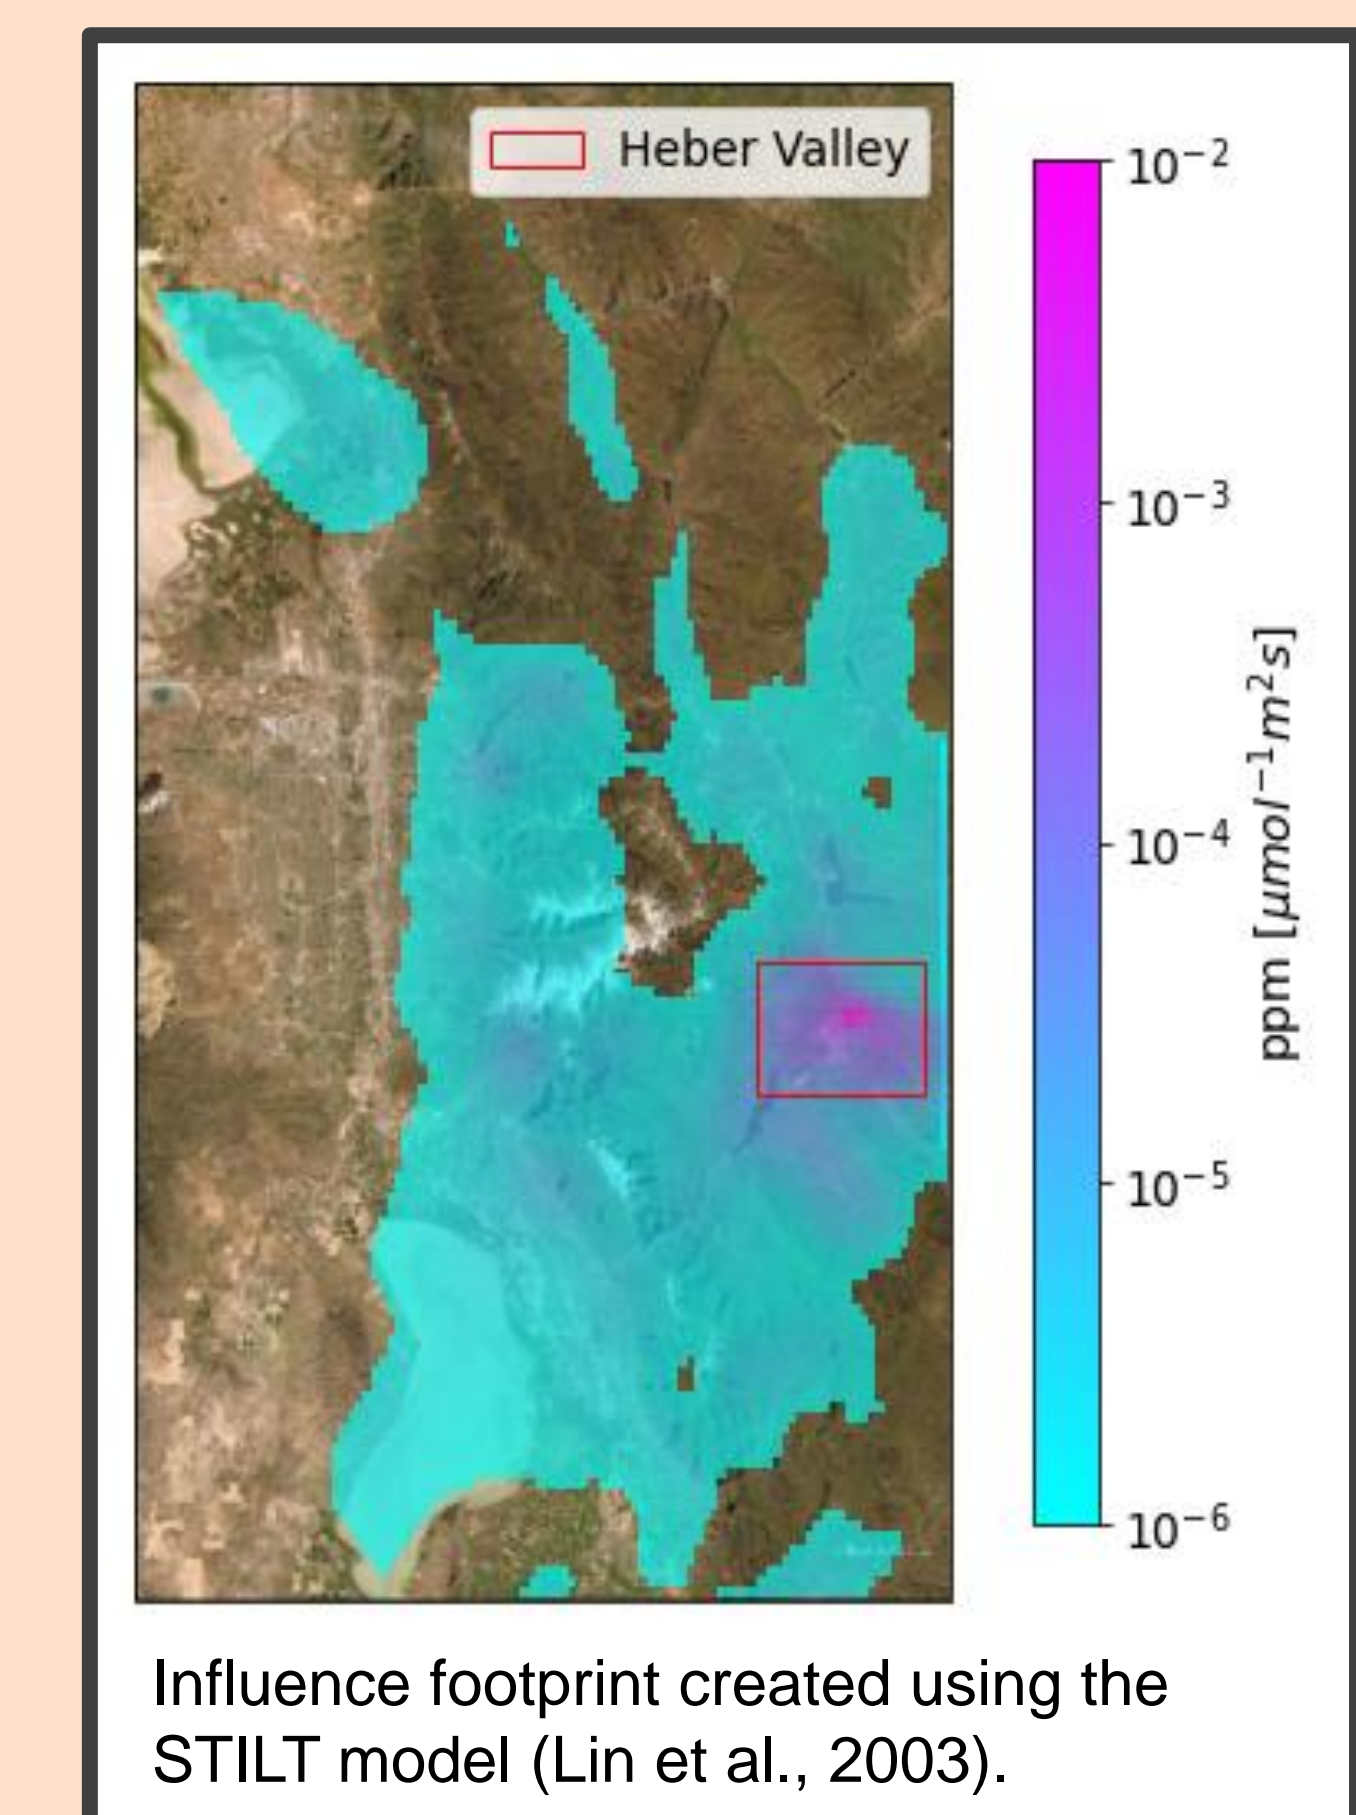 Heber Valley
10⁻²
10⁻³
10⁻⁴
10⁻⁵
10⁻⁶
ppm [μmol⁻¹m²s]
Influence footprint created using the
STILT model (Lin et al., 2003).